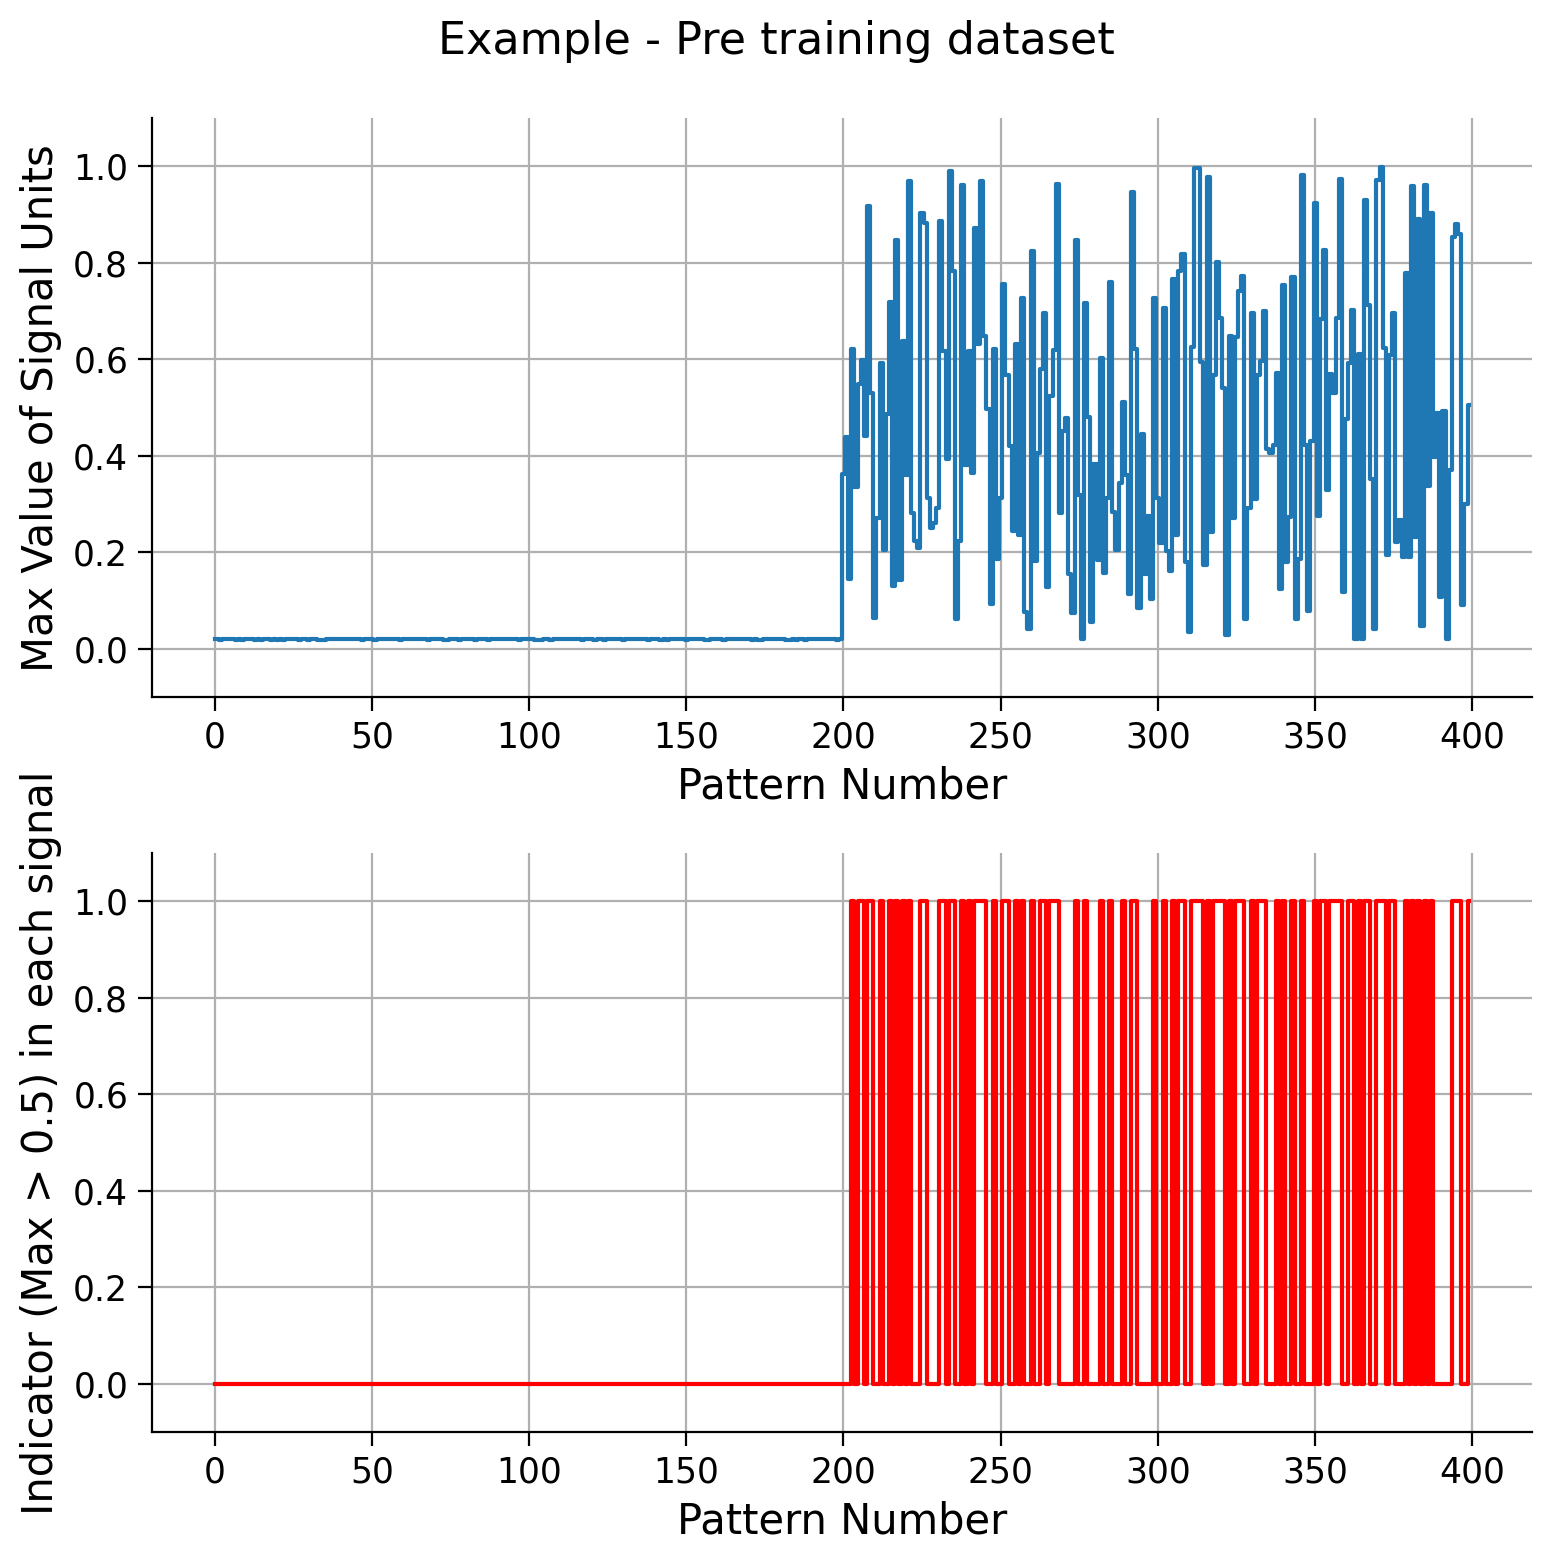 Example - Pre training dataset
Max Value of Signal Units
1.0
0.8
0.6
0.4
0.2
0.0
0 50 100 150 200 250 300 350 400
Pattern Number
Indicator (Max > 0.5) in each signal
1.0
0.8
0.6
0.4
0.2
0.0
0 50 100 150 200 250 300 350 400
Pattern Number